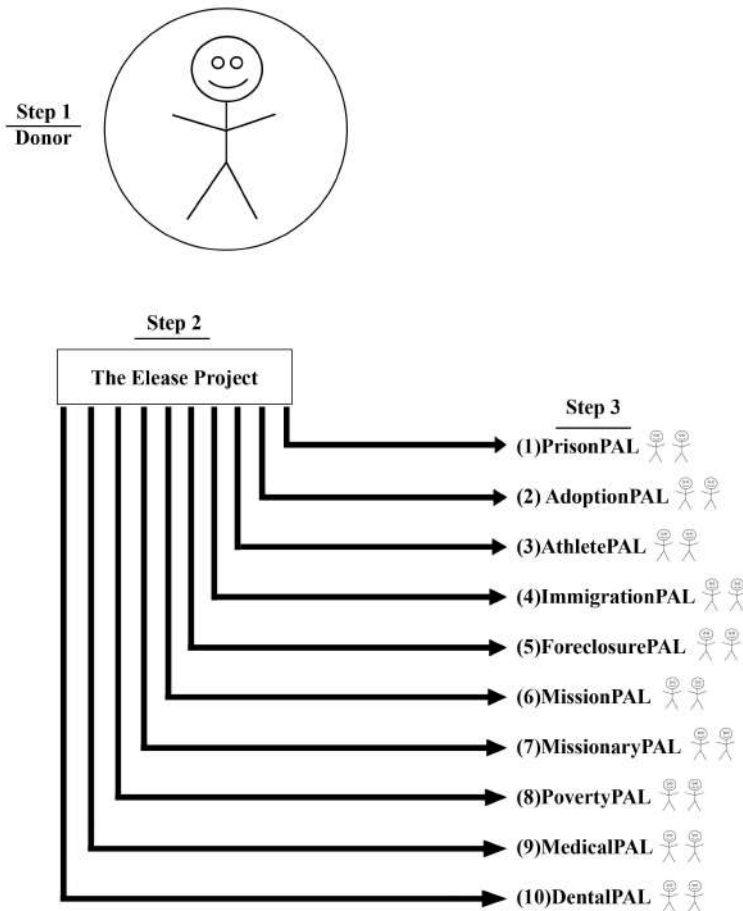 Step 1
Donor
Step 2
The Elease Project
Step 3
(1)PrisonPAL
(2) AdoptionPAL
(3)AthletePAL
(4)ImmigrationPAL
(5)ForeclosurePAL
(6)MissionPAL
(7)MissionaryPAL
(8)PovertyPAL
(9)MedicalPAL
(10)DentalPAL